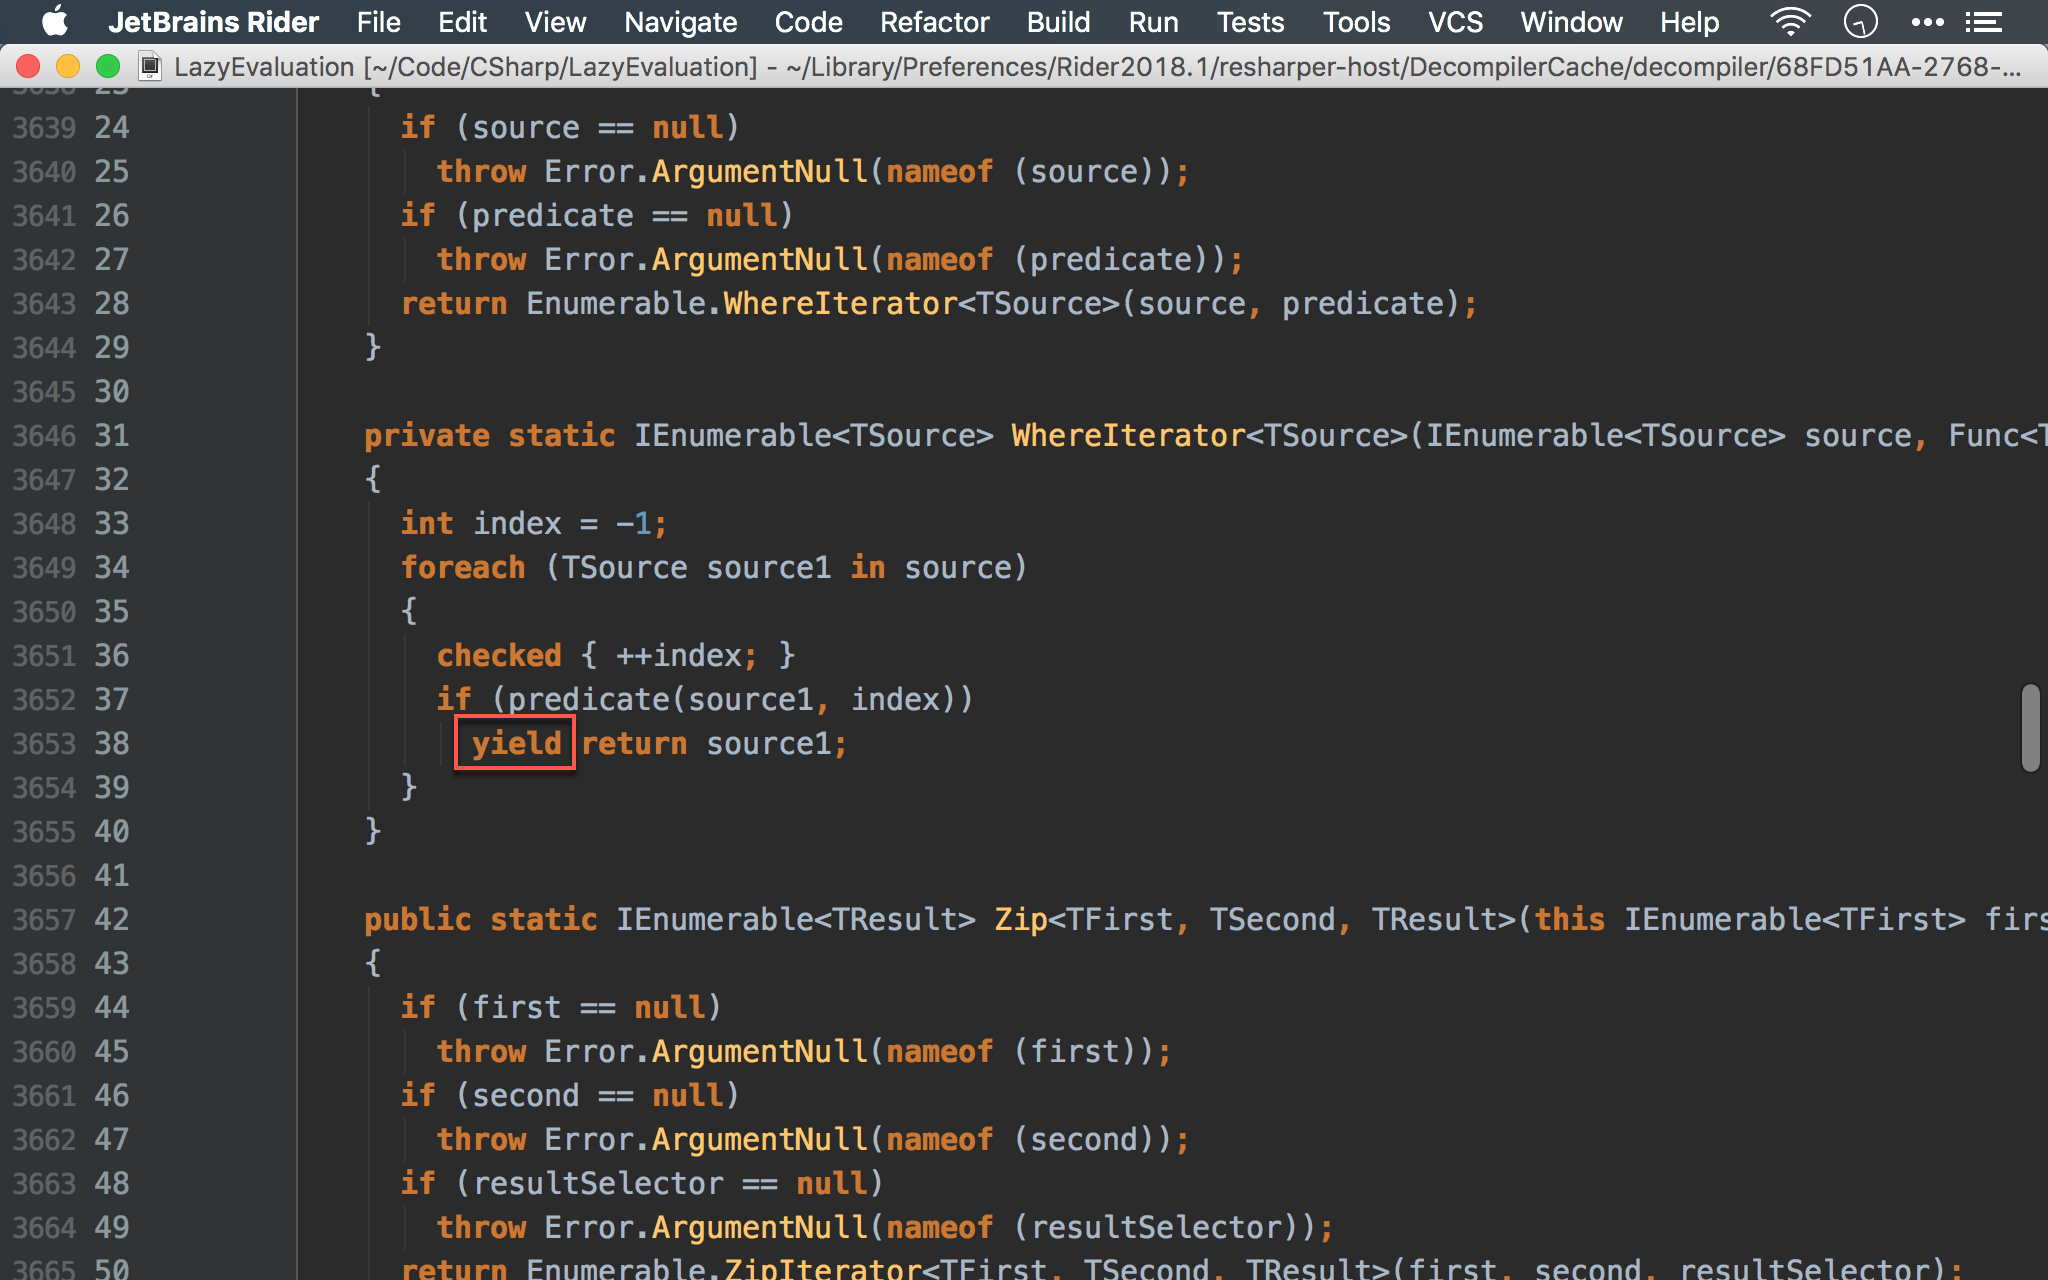 JetBrains Rider File Edit View Navigate Code Refactor Build Run Tests Tools VCS Window Help
LazyEvaluation [~/Code/CSharp/LazyEvaluation] - ~/Library/Preferences/Rider2018.1/resharper-host/DecompilerCache/decompiler/68FD51AA-2768-...
3638 23 {
3639 24 if (source == null)
3640 25 throw Error.ArgumentNull(nameof (source));
3641 26 if (predicate == null)
3642 27 throw Error.ArgumentNull(nameof (predicate));
3643 28 return Enumerable.WhereIterator<TSource>(source, predicate);
3644 29 }
3645 30
3646 31 private static IEnumerable<TSource> WhereIterator<TSource>(IEnumerable<TSource> source, Func<T
3647 32 {
3648 33 int index = -1;
3649 34 foreach (TSource source1 in source)
3650 35 {
3651 36 checked { ++index; }
3652 37 if (predicate(source1, index))
3653 38 yield return source1;
3654 39 }
3655 40 }
3656 41
3657 42 public static IEnumerable<TResult> Zip<TFirst, TSecond, TResult>(this IEnumerable<TFirst> firs
3658 43 {
3659 44 if (first == null)
3660 45 throw Error.ArgumentNull(nameof (first));
3661 46 if (second == null)
3662 47 throw Error.ArgumentNull(nameof (second));
3663 48 if (resultSelector == null)
3664 49 throw Error.ArgumentNull(nameof (resultSelector));
3665 50 return Enumerable.ZipIterator<TFirst, TSecond, TResult>(first, second, resultSelector);